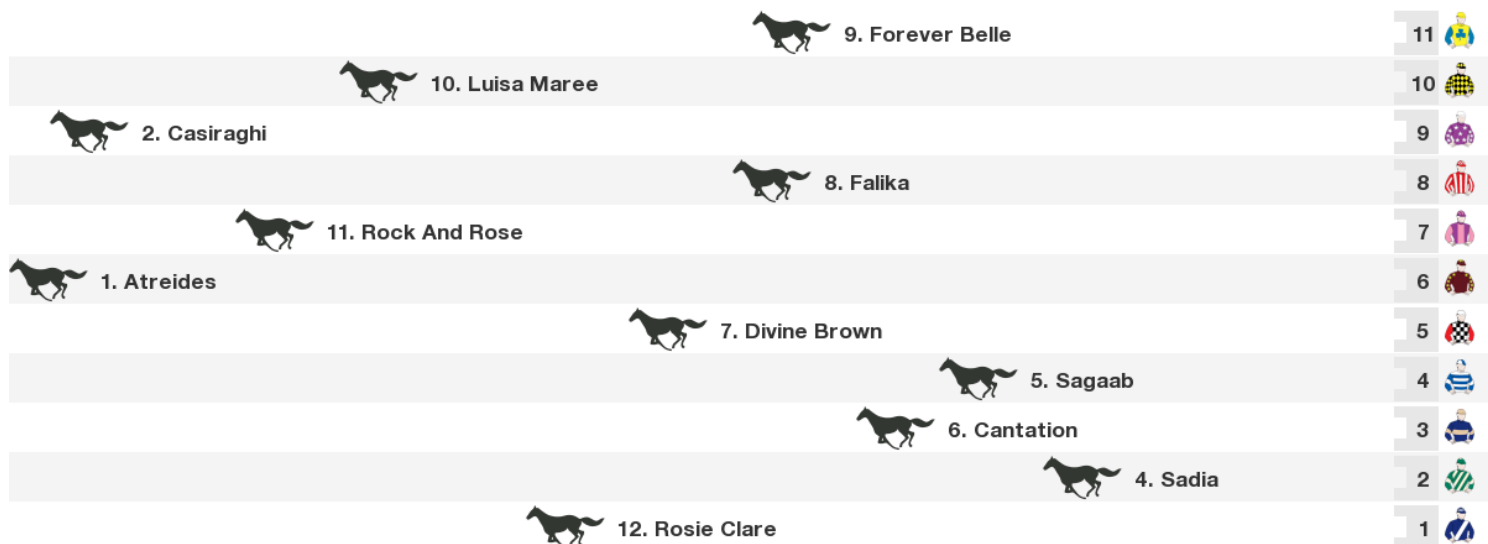 9. Forever Belle 11
10. Luisa Maree 10
2. Casiraghi 9
8. Falika 8
11. Rock And Rose 7
1. Atreides 6
7. Divine Brown 5
5. Sagaab 4
6. Cantation 3
4. Sadia 2
12. Rosie Clare 1